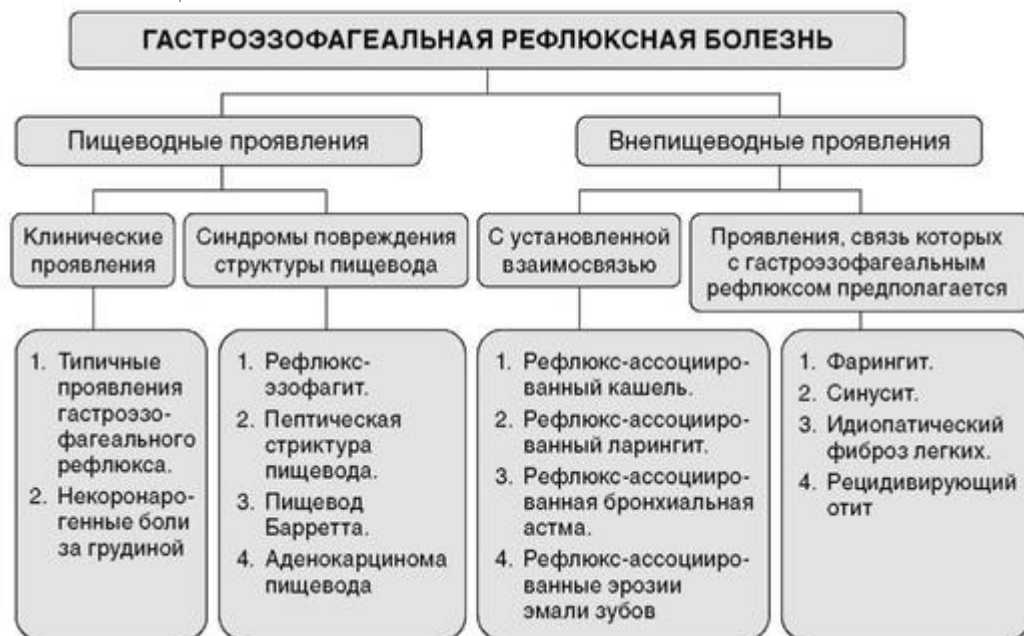 ГАСТРОЭЗОФАГЕАЛЬНАЯ РЕФЛЮКСНАЯ БОЛЕЗНЬ
Пищеводные проявления
Внепищеводные проявления
Клинические
проявления
Синдромы повреждения
структуры пищевода
С установленной
взаимосвязью
Проявления, связь которых
с гастроэзофагеальным
рефлюксом предполагается
1. Типичные
проявления
гастроэзо-
фагеального
рефлюкса.
2. Некоронаро-
генные боли
за грудиной
1. Рефлюкс-
эзофагит.
2. Пептическая
стриктура
пищевода.
3. Пищевод
Барретта.
4. Аденокарцинома
пищевода
1. Рефлюкс-ассоцииро-
ванный кашель.
2. Рефлюкс-ассоцииро-
ванный ларингит.
3. Рефлюкс-ассоцииро-
ванная бронхиальная
астма.
4. Рефлюкс-ассоцииро-
ванные эрозии
эмали зубов
1. Фарингит.
2. Синусит.
3. Идиопатический
фиброз легких.
4. Рецидивирующий
отит